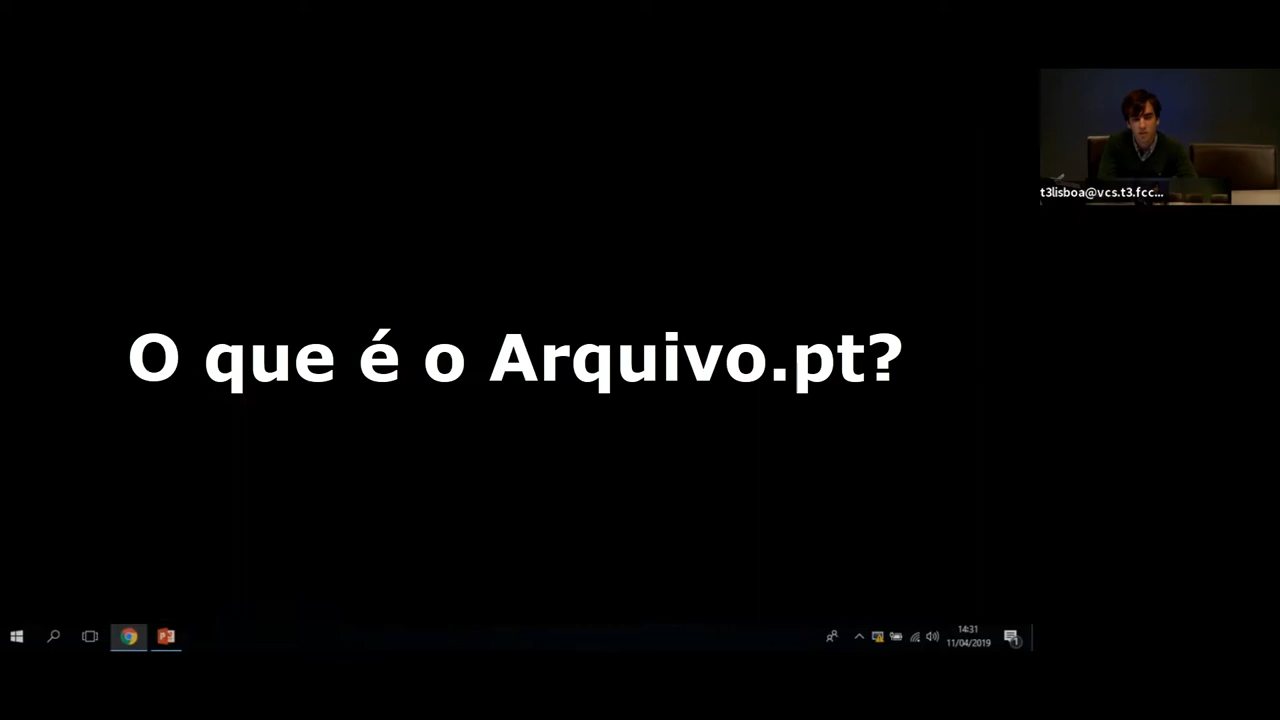 t3lisboa@vcs.t3.fcc...
O que é o Arquivo.pt?
14:31
11/04/2019